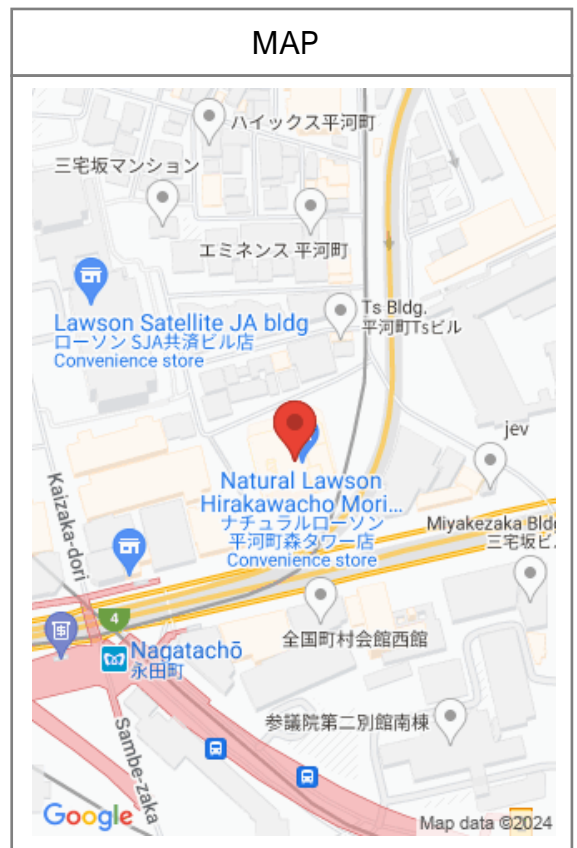 MAP
ハイックス平河町
三宅坂マンション
エミネンス 平河町
Ts Bldg.
平河町Tsビル
Lawson Satellite JA bldg
ローソン SJA共済ビル店
Convenience store
jev
Natural Lawson
Hirakawacho Mori...
ナチュラルローソン
平河町森タワー店
Convenience store
Kaizaka-dori
Miyakezaka Bld
三宅坂ビ
4
全国町村会館西館
Nagatachō
永田町
参議院第二別館南棟
Sambe-zaka
Google
Map data ©2024